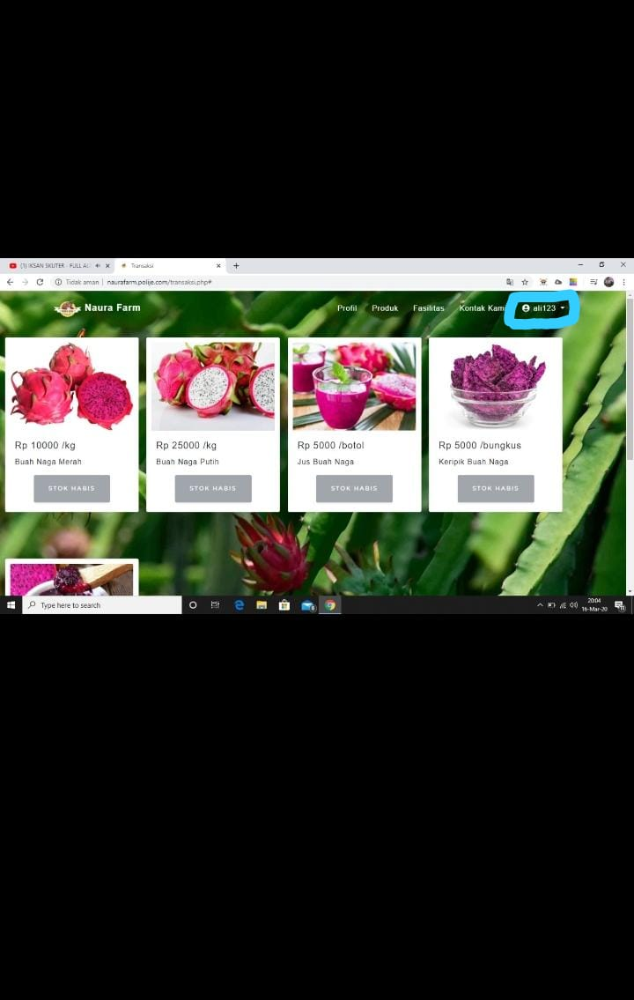 (1) IKSAN SKUTER - FULL AL
Transaksi
Tidak aman | naurafarm.polije.com/transaksi.php#
Naura Farm
Profil Produk Fasilitas Kontak Kami ali123
Rp 10000 /kg
Buah Naga Merah
STOK HABIS
Rp 25000 /kg
Buah Naga Putih
STOK HABIS
Rp 5000 /botol
Jus Buah Naga
STOK HABIS
Rp 5000 /bungkus
Keripik Buah Naga
STOK HABIS
Type here to search
20:04
16-Mar-20